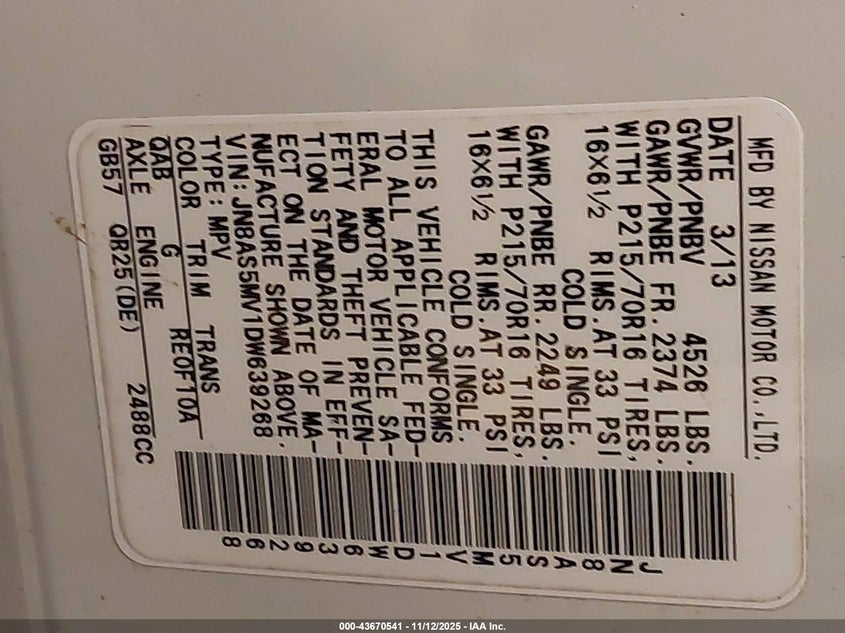 MFD BY NISSAN MOTOR CO.,LTD.
DATE 3/13
GVWR/PNBV 4526 LBS.
GAWR/PNBE FR. 2374 LBS.
WITH P215/70R16 TIRES,
16X6½ RIMS.AT 33 PSI
COLD SINGLE.
GAWR/PNBE RR. 2249 LBS.
WITH P215/70R16 TIRES,
16X6½ RIMS.AT 33 PSI
COLD SINGLE.
THIS VEHICLE CONFORMS
TO ALL APPLICABLE FED-
ERAL MOTOR VEHICLE SA-
FETY AND THEFT PREVEN-
TION STANDARDS IN EFF-
ECT ON THE DATE OF MA-
NUFACTURE SHOWN ABOVE.
VIN:JN8AS5MV1DW639268
TYPE:MPV
COLOR TRIM TRANS
QAB G RE0F10A
AXLE ENGINE
GB57 QR25(DE) 2488CC
JN8AS5MV1DW639268
000-43670541 - 11/12/2025 - IAA Inc.